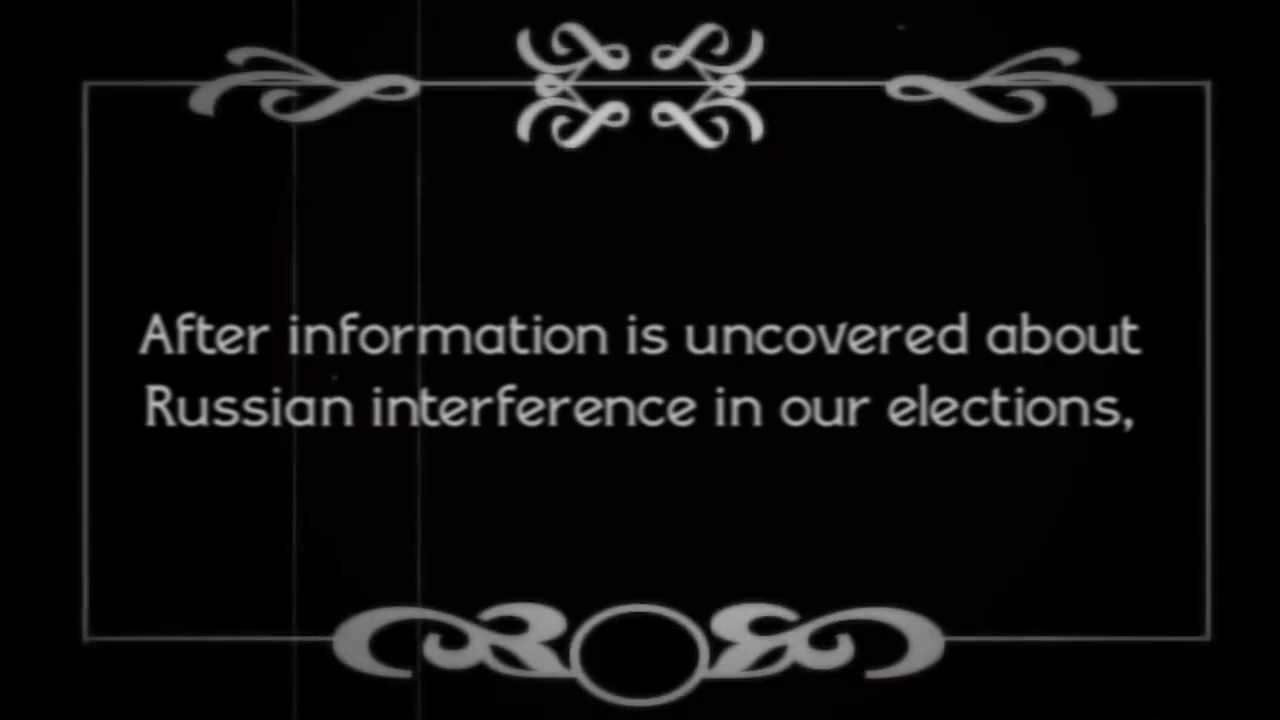 After information is uncovered about
Russian interference in our elections,